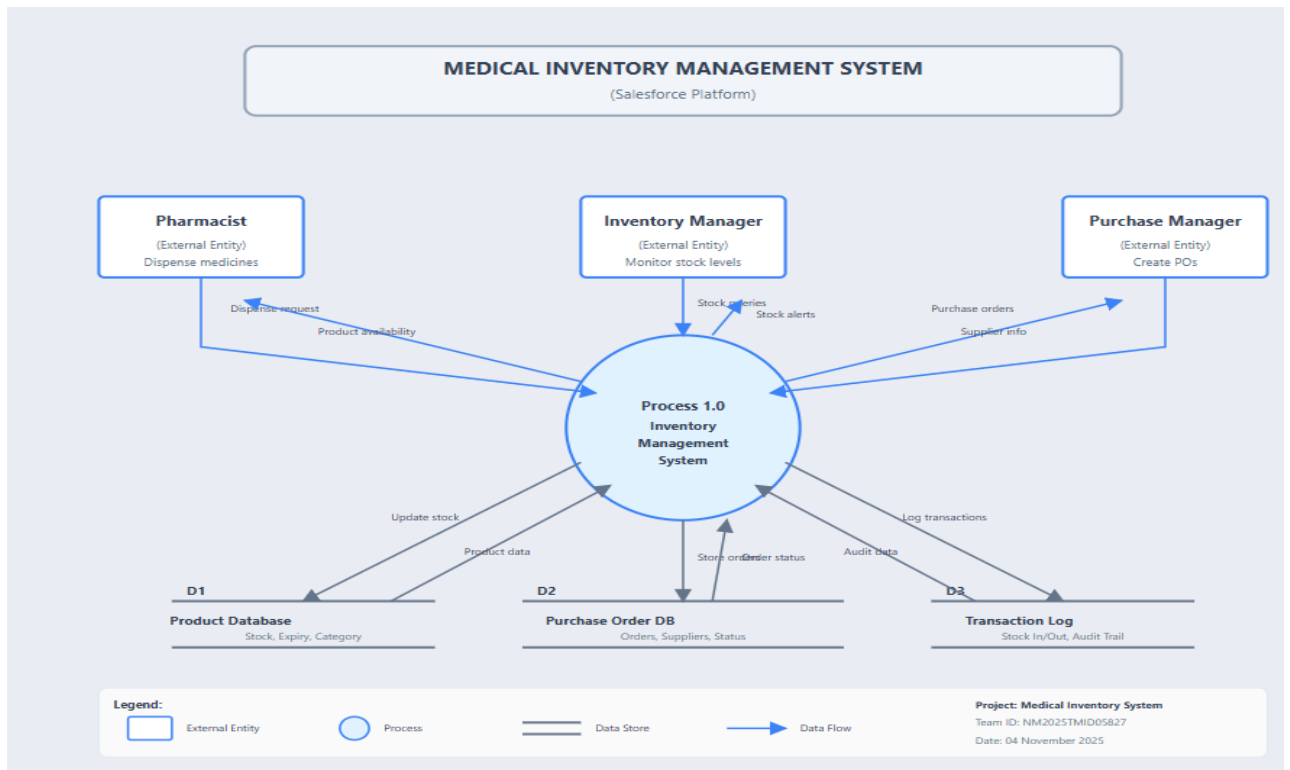 MEDICAL INVENTORY MANAGEMENT SYSTEM
(Salesforce Platform)
Pharmacist
(External Entity)
Dispense medicines
Inventory Manager
(External Entity)
Monitor stock levels
Purchase Manager
(External Entity)
Create POs
Dispense request
Product availability
Stock queries
Stock alerts
Purchase orders
Supplier info
Process 1.0
Inventory
Management
System
Update stock
Product data
Store orders
Order status
Audit data
Log transactions
D1
Product Database
Stock, Expiry, Category
D2
Purchase Order DB
Orders, Suppliers, Status
D3
Transaction Log
Stock In/Out, Audit Trail
Legend:
External Entity
Process
Data Store
Data Flow
Project: Medical Inventory System
Team ID: NM2025TMID05827
Date: 04 November 2025